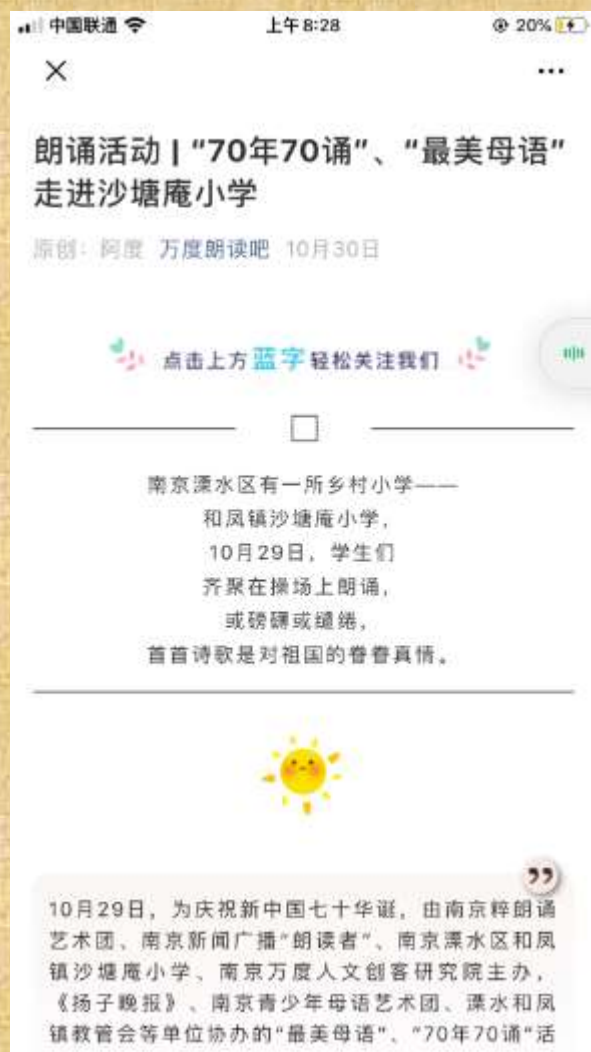 中国联通
上午8:28
20%
朗诵活动 | “70年70诵”、“最美母语”
走进沙塘庵小学
原创：阿度 万度朗读吧 10月30日
点击上方蓝字轻松关注我们
南京溧水区有一所乡村小学——
和凤镇沙塘庵小学，
10月29日，学生们
齐聚在操场上朗诵，
或磅礴或缱绻，
首首诗歌是对祖国的眷眷真情。
10月29日，为庆祝新中国七十华诞，由南京粹朗诵
艺术团、南京新闻广播“朗读者”、南京溧水区和凤
镇沙塘庵小学、南京万度人文创客研究院主办，
《扬子晚报》、南京青少年母语艺术团、溧水和凤
镇教管会等单位协办的“最美母语”、“70年70诵“活